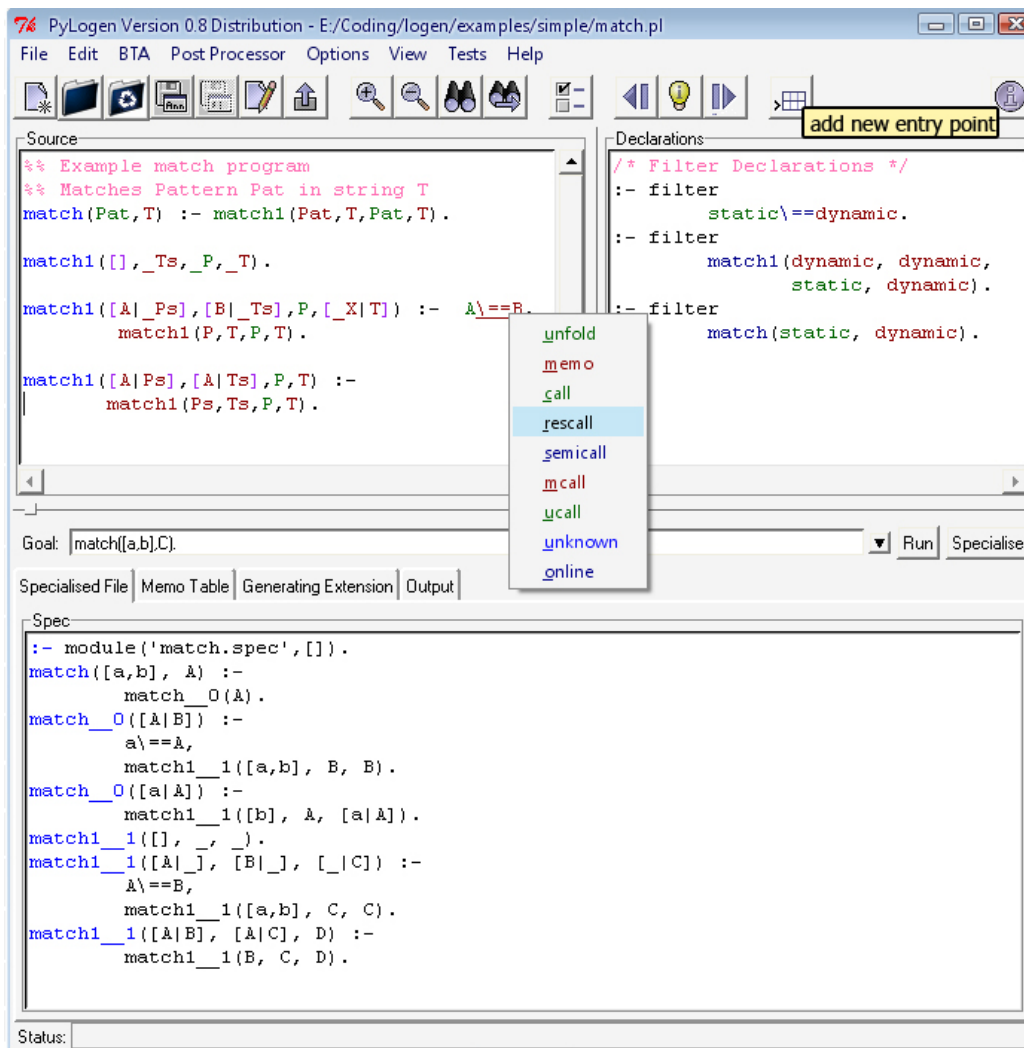 PyLogen Version 0.8 Distribution - E:/Coding/logen/examples/simple/match.pl
File Edit BTA Post Processor Options View Tests Help
add new entry point
Source
%% Example match program
%% Matches Pattern Pat in string T
match(Pat,T) :- match1(Pat,T,Pat,T).
match1([],_Ts,_P,_T).
match1([A|_Ps],[B|_Ts],P,[_X|T]) :- A\==B,
match1(P,T,P,T).
match1([A|Ps],[A|Ts],P,T) :-
match1(Ps,Ts,P,T).
Declarations
/* Filter Declarations */
:- filter
static\==dynamic.
:- filter
match1(dynamic, dynamic,
static, dynamic).
:- filter
match(static, dynamic).
unfold
memo
call
rescall
semicall
mcall
ucall
unknown
online
Goal: match([a,b],C). Run Specialise
Specialised File Memo Table Generating Extension Output
Spec
:- module('match.spec',[]).
match([a,b], A) :-
match__0(A).
match__0([A|B]) :-
a\==A,
match1__1([a,b], B, B).
match__0([a|A]) :-
match1__1([b], A, [a|A]).
match1__1([], _, _).
match1__1([A|_], [B|_], [_|C]) :-
A\==B,
match1__1([a,b], C, C).
match1__1([A|B], [A|C], D) :-
match1__1(B, C, D).
Status: